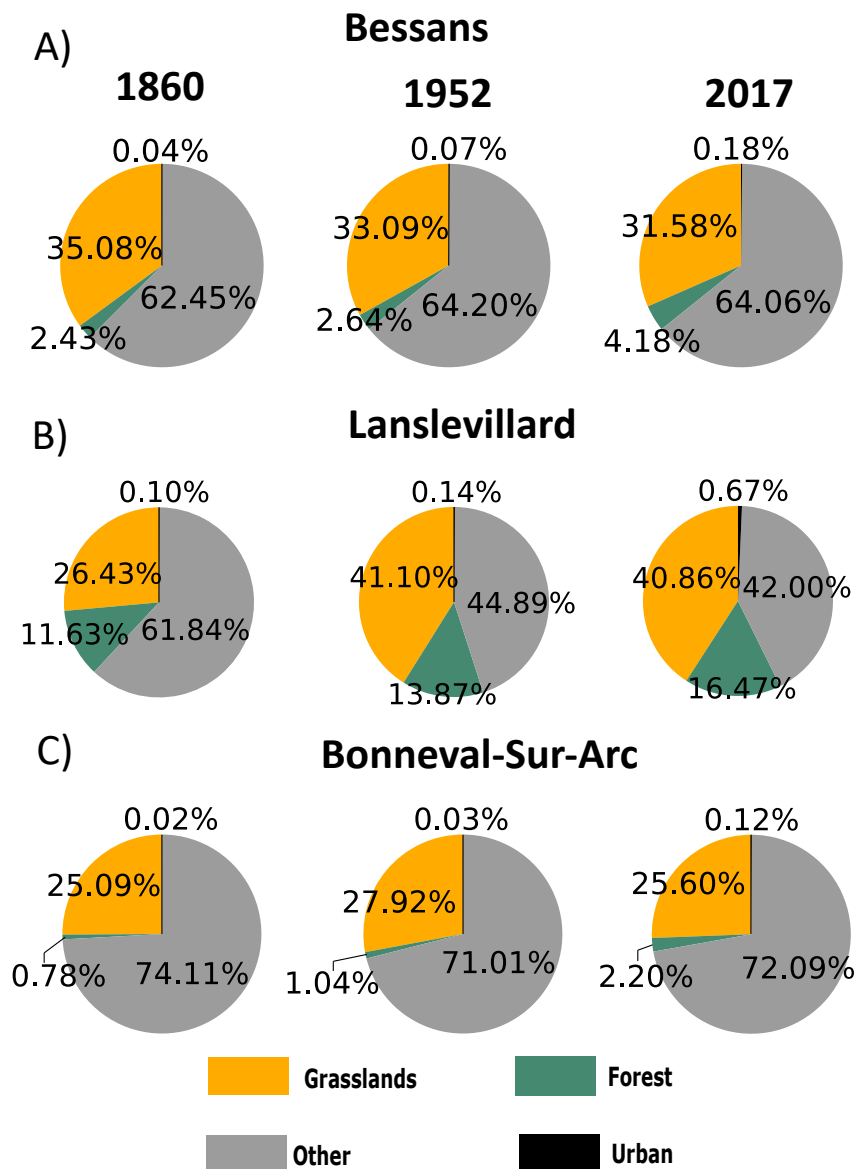 A)
Bessans
1860 1952 2017
0.04% 0.07% 0.18%
35.08% 33.09% 31.58%
62.45% 64.20% 64.06%
2.43% 2.64% 4.18%
B)
Lanslevillard
0.10% 0.14% 0.67%
26.43% 41.10% 40.86%
11.63% 61.84% 44.89% 42.00%
13.87% 16.47%
C)
Bonneval-Sur-Arc
0.02% 0.03% 0.12%
25.09% 27.92% 25.60%
0.78% 74.11% 1.04% 71.01% 2.20% 72.09%
Grasslands Forest
Other Urban